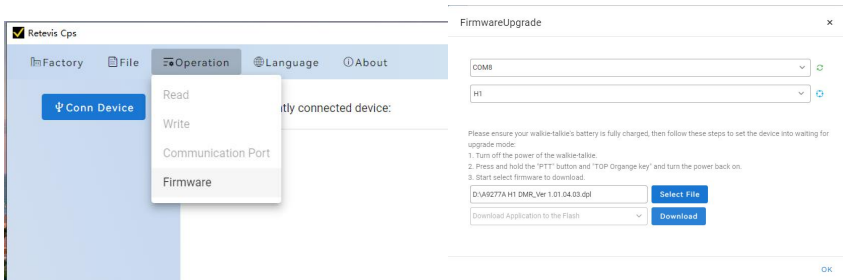 Retevis Cps
Factory File Operation Language About
Conn Device
tly connected device:
Read
Write
Communication Port
Firmware
FirmwareUpgrade
COM8
H1
Please ensure your walkie-talkie's battery is fully charged, then follow these steps to set the device into waiting for
upgrade mode:
1. Turn off the power of the walkie-talkie.
2. Press and hold the "PTT" button and "TOP Organge key" and turn the power back on.
3. Start select firmware to download.
D:\A9277A H1 DMR_Ver 1.01.04.03.dpl Select File
Download Application to the Flash Download
OK